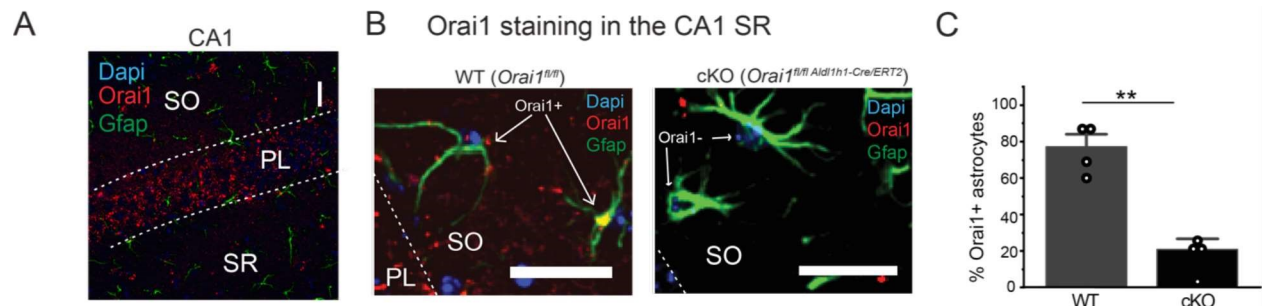 A
CA1
Dapi
Orai1
Gfap
SO
PL
SR
B Orai1 staining in the CA1 SR
WT (Orai1fl/fl)
Orai1+
Dapi
Orai1
Gfap
SO
PL
cKO (Orai1fl/fl Aldl1h1-Cre/ERT2)
Orai1-
Dapi
Orai1
Gfap
SO
C
**
% Orai1+ astrocytes
100
80
60
40
20
0
WT cKO